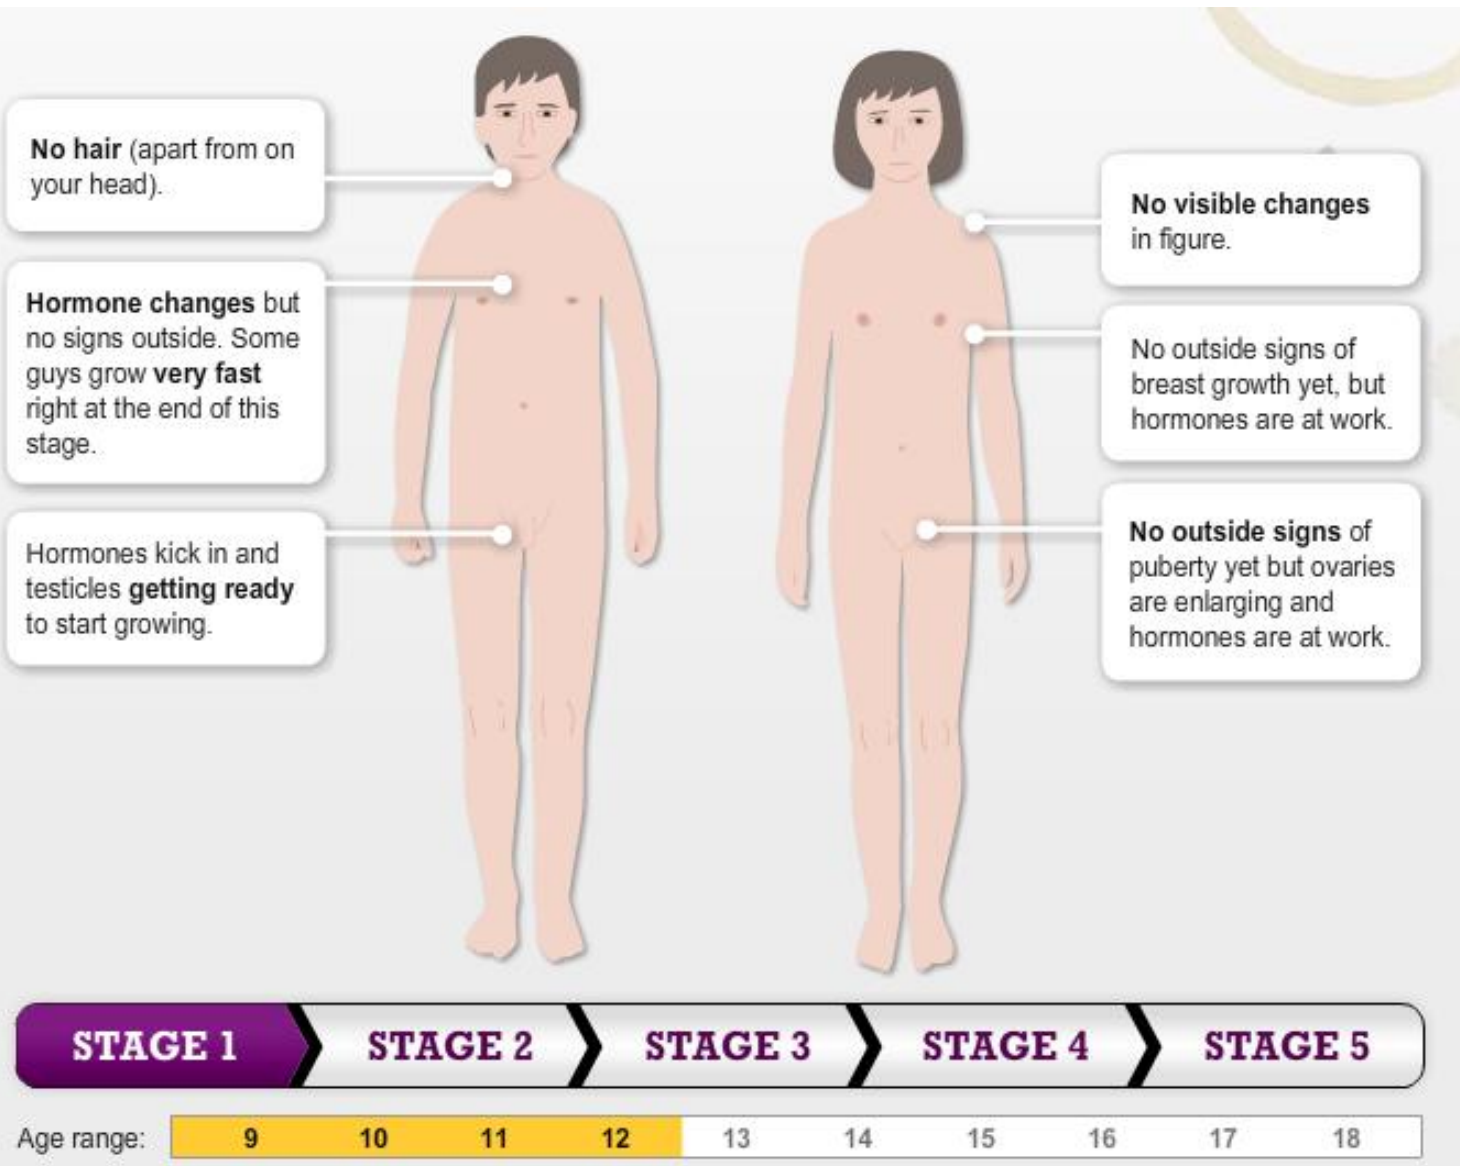 No hair (apart from on
your head).
Hormone changes but
no signs outside. Some
guys grow very fast
right at the end of this
stage.
Hormones kick in and
testicles getting ready
to start growing.
No visible changes
in figure.
No outside signs of
breast growth yet, but
hormones are at work.
No outside signs of
puberty yet but ovaries
are enlarging and
hormones are at work.
STAGE 1 STAGE 2 STAGE 3 STAGE 4 STAGE 5
Age range: 9 10 11 12 13 14 15 16 17 18